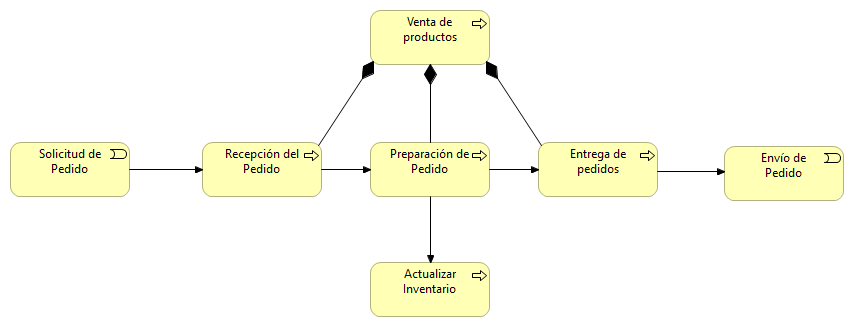 Venta de
productos
Solicitud de
Pedido
Recepción del
Pedido
Preparación de
Pedido
Entrega de
pedidos
Envío de
Pedido
Actualizar
Inventario